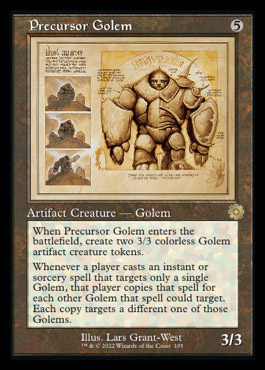 Precursor Golem 5
Artifact Creature — Golem
When Precursor Golem enters the
battlefield, create two 3/3 colorless Golem
artifact creature tokens.
Whenever a player casts an instant or
sorcery spell that targets only a single
Golem, that player copies that spell for
each other Golem that spell could target.
Each copy targets a different one of those
Golems.
Illus. Lars Grant-West
3/3
™ & © 2022 Wizards of the Coast 105